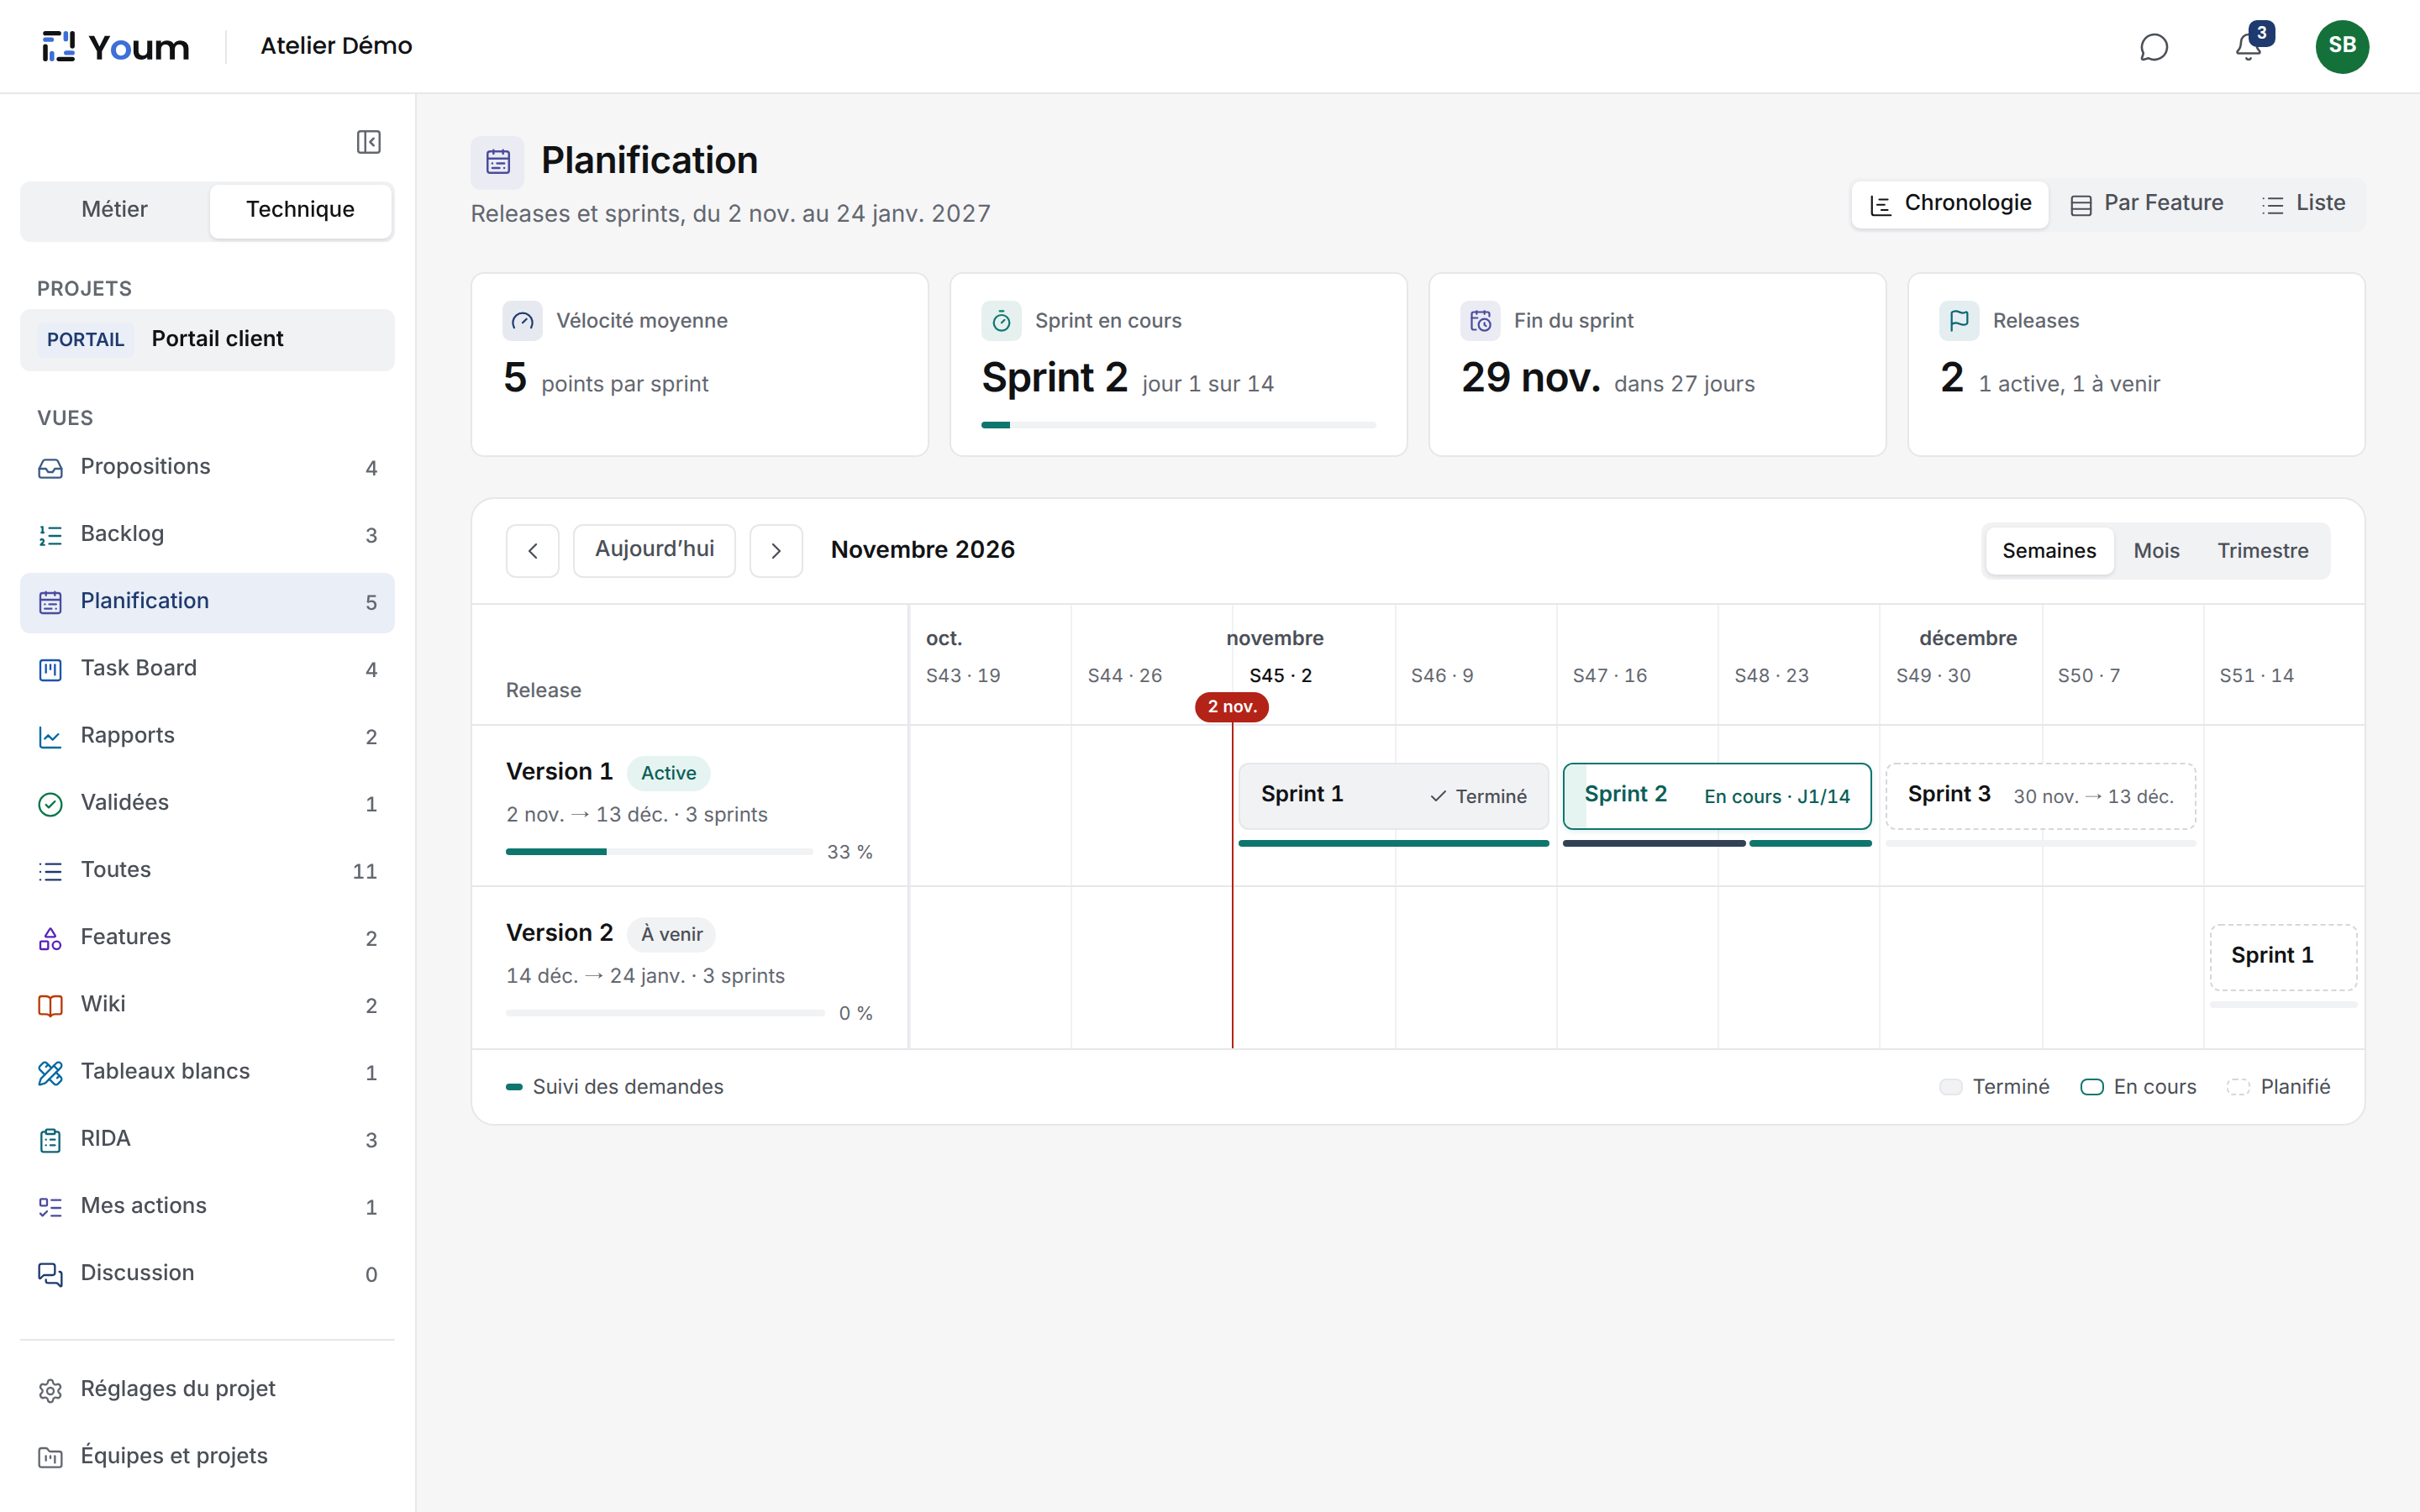 Youm
Atelier Démo
3
SB
Métier
Technique
PROJETS
PORTAIL Portail client
VUES
Propositions 4
Backlog 3
Planification 5
Task Board 4
Rapports 2
Validées 1
Toutes 11
Features 2
Wiki 2
Tableaux blancs 1
RIDA 3
Mes actions 1
Discussion 0
Réglages du projet
Équipes et projets
Planification
Releases et sprints, du 2 nov. au 24 janv. 2027
Chronologie
Par Feature
Liste
Vélocité moyenne
5 points par sprint
Sprint en cours
Sprint 2 jour 1 sur 14
Fin du sprint
29 nov. dans 27 jours
Releases
2 1 active, 1 à venir
Aujourd’hui
Novembre 2026
Semaines
Mois
Trimestre
Release
oct. novembre décembre
S43 · 19 S44 · 26 S45 · 2 S46 · 9 S47 · 16 S48 · 23 S49 · 30 S50 · 7 S51 · 14
2 nov.
Version 1 Active
2 nov. → 13 déc. · 3 sprints
33 %
Sprint 1 Terminé
Sprint 2 En cours · J1/14
Sprint 3 30 nov. → 13 déc.
Version 2 À venir
14 déc. → 24 janv. · 3 sprints
0 %
Sprint 1
Suivi des demandes
Terminé
En cours
Planifié